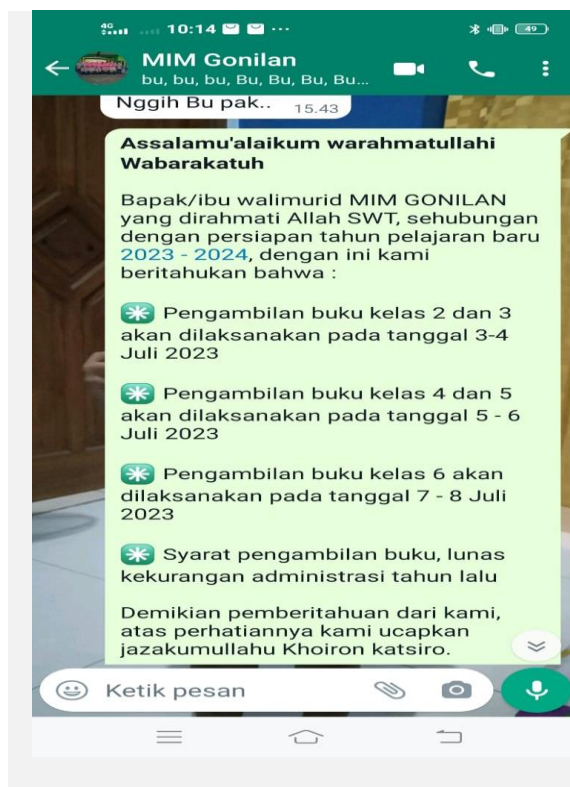 4G 10:14 ... 49
MIM Gonilan
bu, bu, bu, Bu, Bu, Bu, Bu...
Nggih Bu pak.. 15.43
Assalamu'alaikum warahmatullahi
Wabarakatuh
Bapak/ibu walimurid MIM GONILAN
yang dirahmati Allah SWT, sehubungan
dengan persiapan tahun pelajaran baru
2023 - 2024, dengan ini kami
beritahukan bahwa :
✳️ Pengambilan buku kelas 2 dan 3
akan dilaksanakan pada tanggal 3-4
Juli 2023
✳️ Pengambilan buku kelas 4 dan 5
akan dilaksanakan pada tanggal 5 - 6
Juli 2023
✳️ Pengambilan buku kelas 6 akan
dilaksanakan pada tanggal 7 - 8 Juli
2023
✳️ Syarat pengambilan buku, lunas
kekurangan administrasi tahun lalu
Demikian pemberitahuan dari kami,
atas perhatiannya kami ucapkan
jazakumullahu Khoiron katsiro.
Ketik pesan